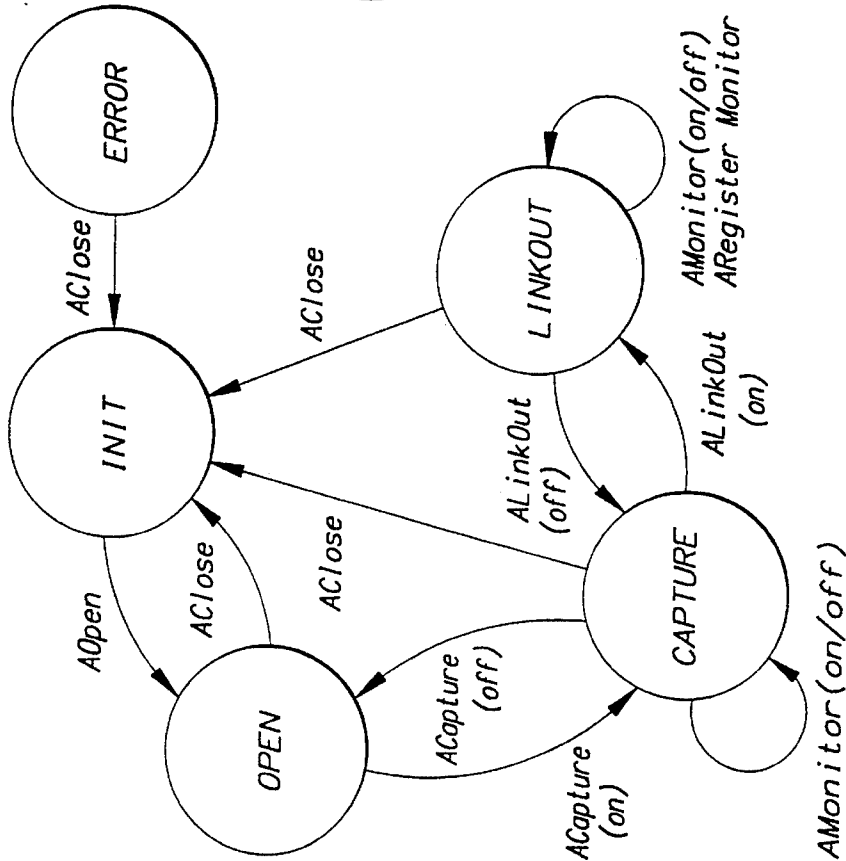 ERROR
AClose
INIT
AOpen
AClose
OPEN
AClose
AClose
LINKOUT
AMonitor(on/off)
ARegister Monitor
ALinkOut
(off)
ALinkOut
(on)
ACapture
(off)
ACapture
(on)
CAPTURE
AMonitor(on/off)